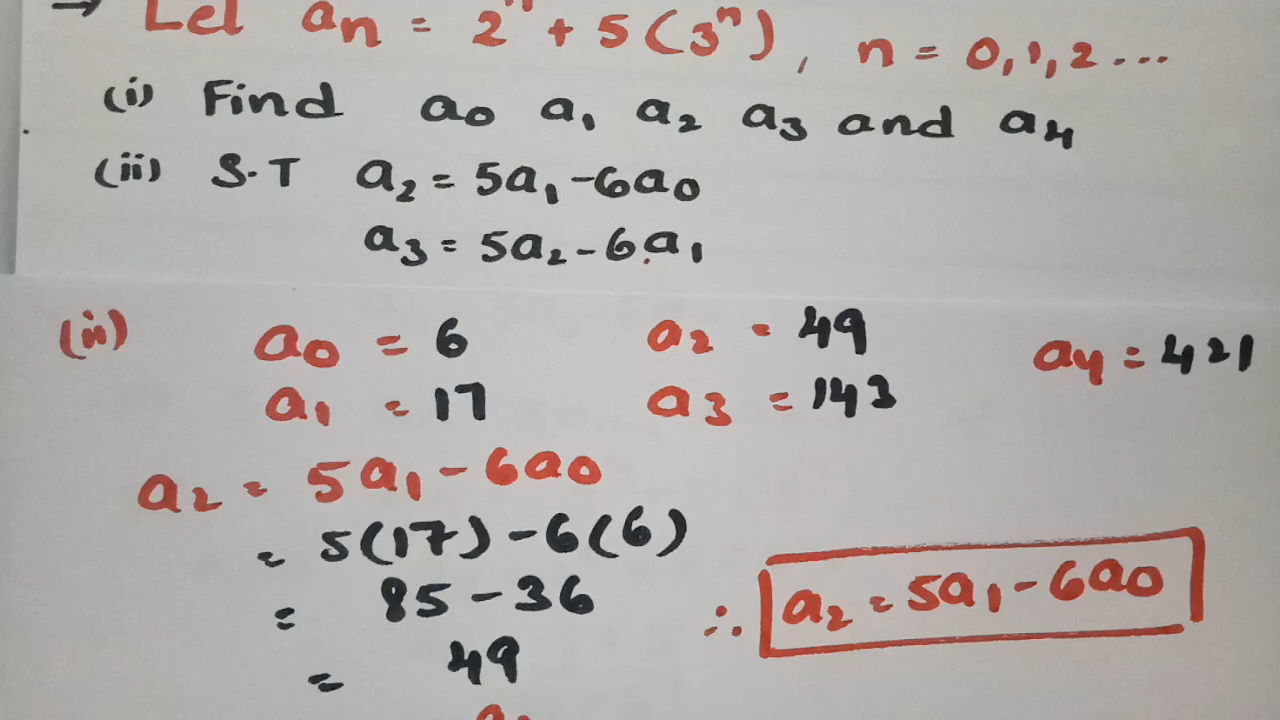 → Let an = 2ⁿ + 5(3ⁿ), n = 0,1,2...
(i) Find a₀ a₁ a₂ a₃ and a₄
(ii) S.T a₂ = 5a₁-6a₀
a₃ = 5a₂-6a₁
(ii) a₀ = 6 a₂ = 49 a₄ = 421
a₁ = 17 a₃ = 143
a₂ = 5a₁-6a₀
= 5(17)-6(6)
= 85-36
= 49
∴ a₂ = 5a₁-6a₀